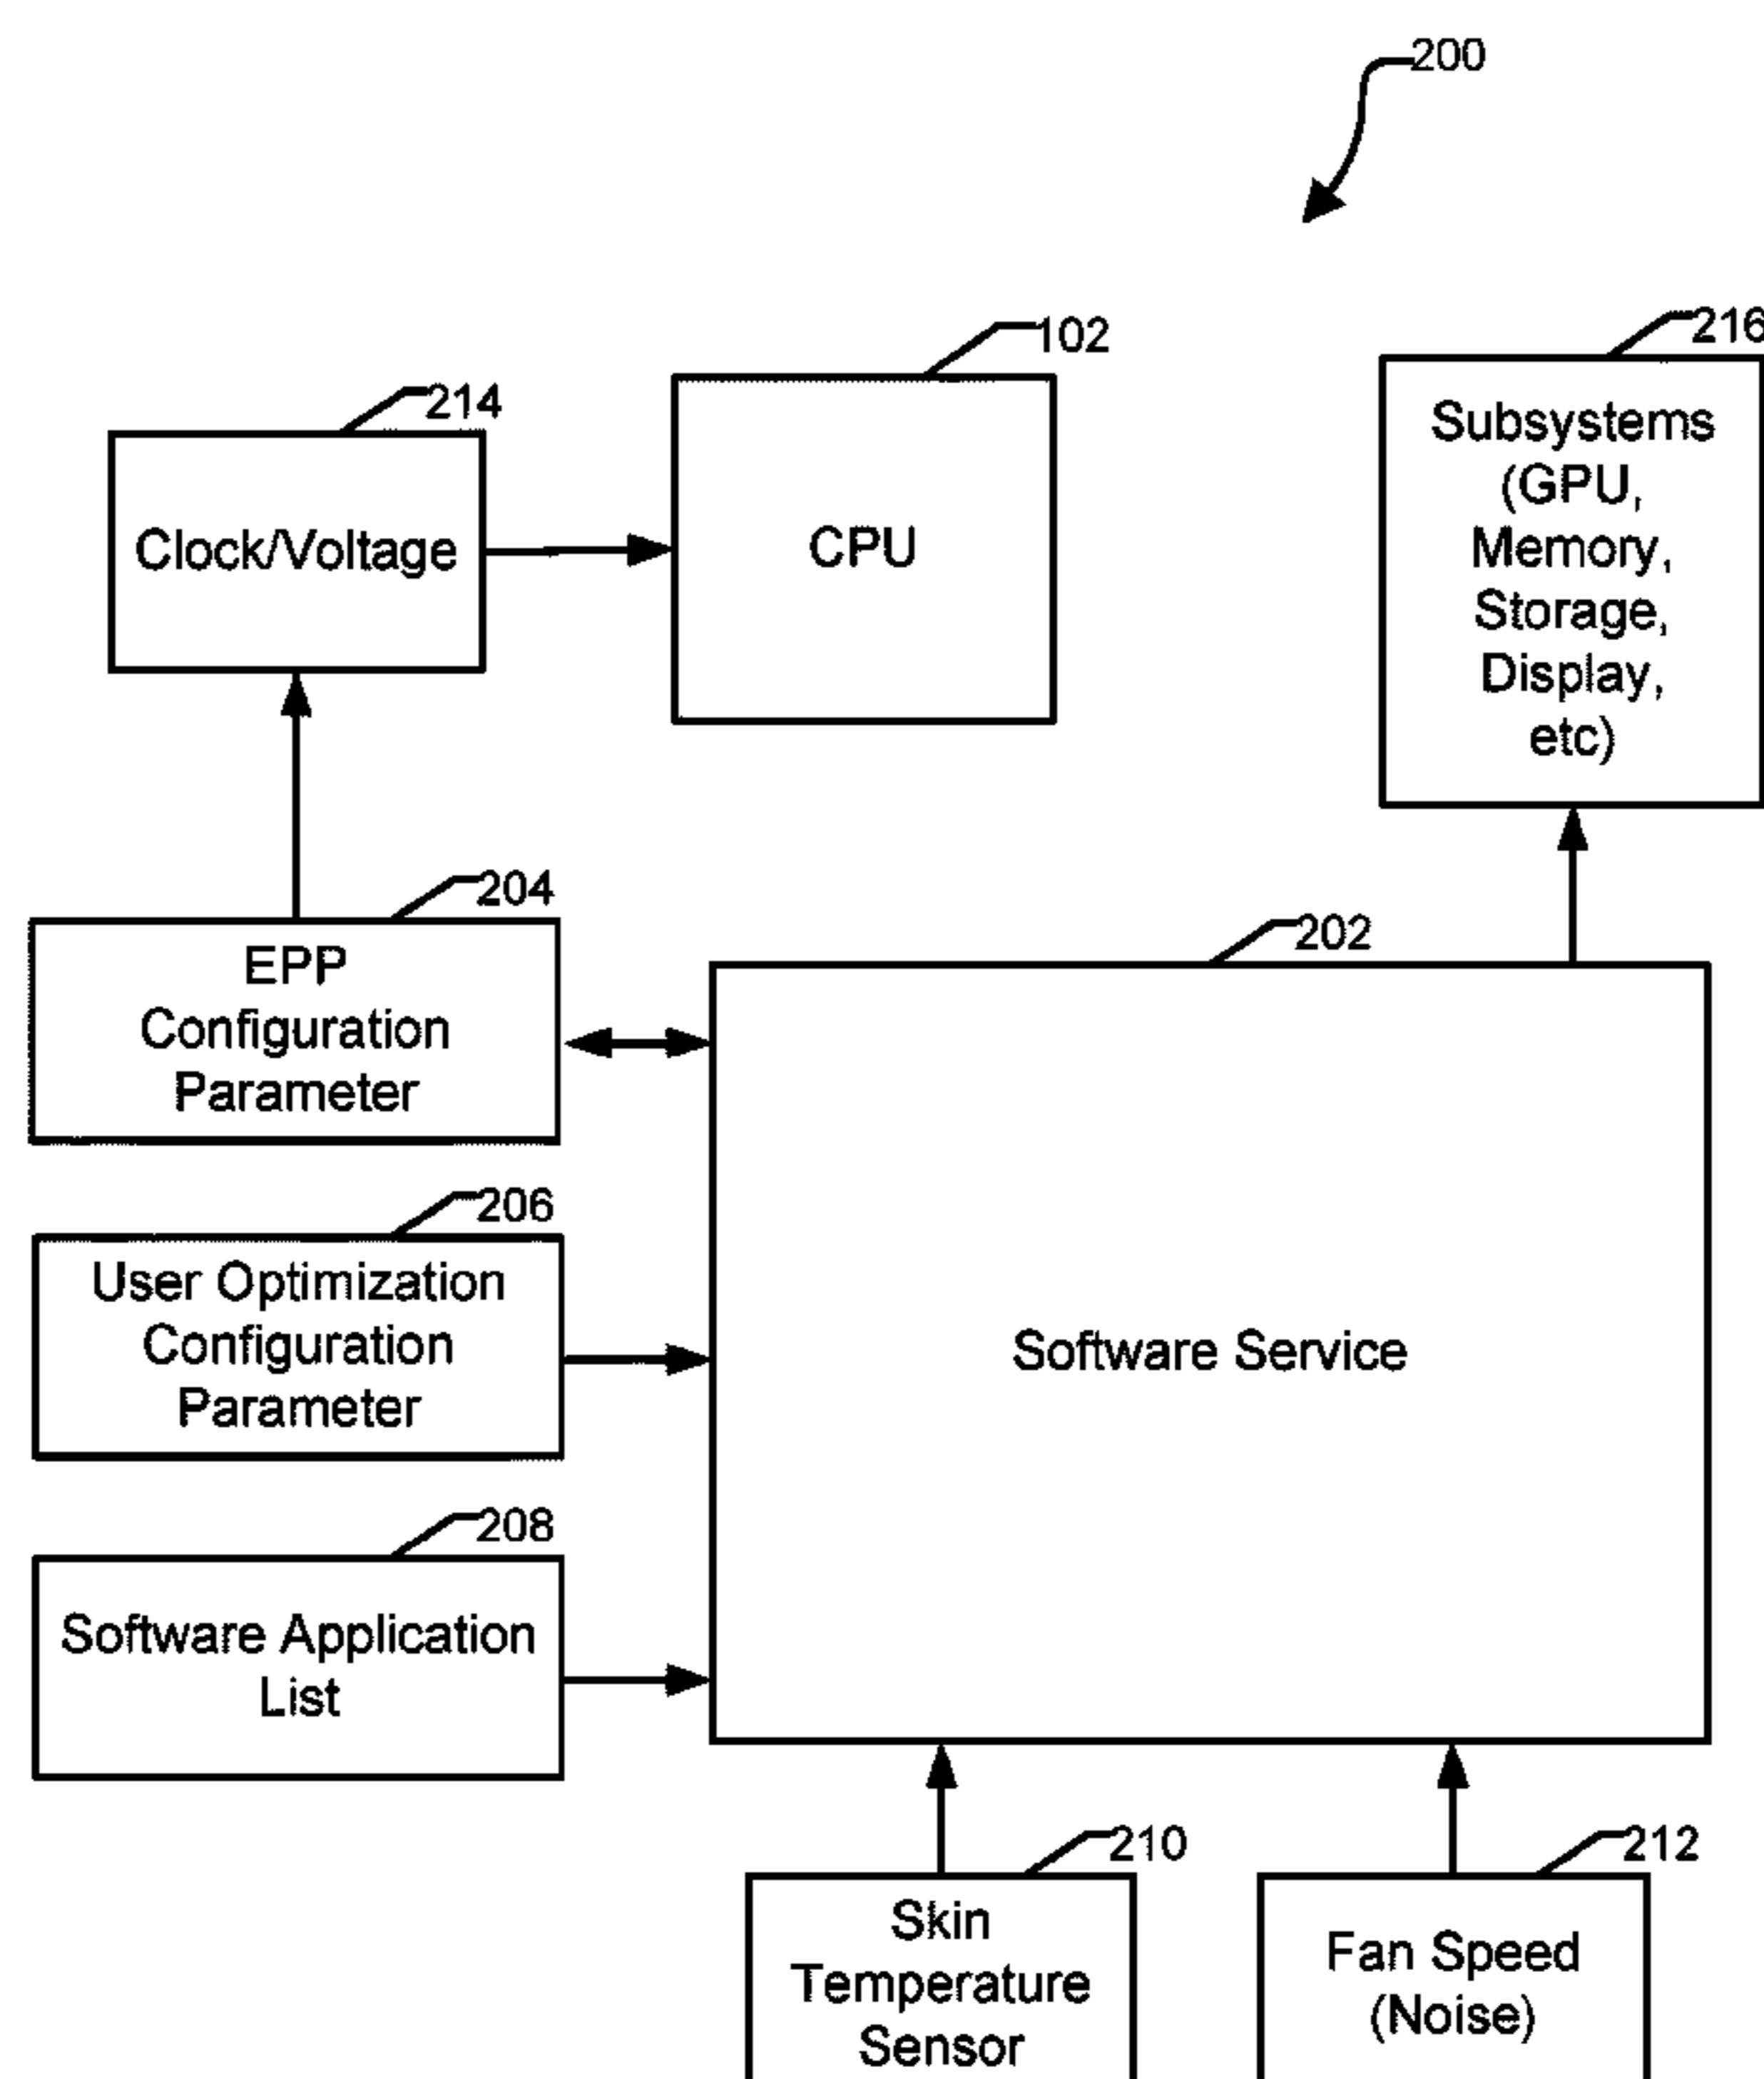 200
102
216
214
Subsystems
(GPU,
Memory,
Storage,
Display,
etc)
Clock/Voltage
CPU
204
202
EPP
Configuration
Parameter
206
User Optimization
Configuration
Parameter
Software Service
208
Software Application
List
210
212
Skin
Temperature
Sensor
Fan Speed
(Noise)